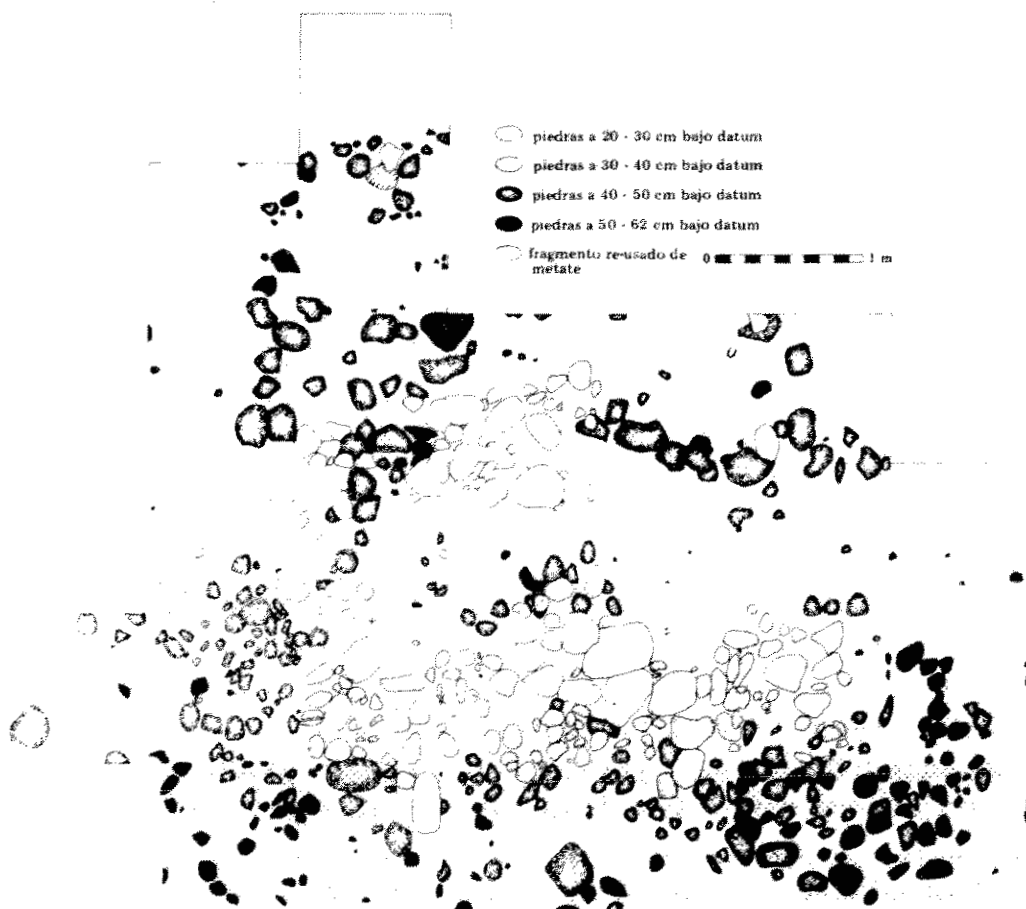 piedras a 20 - 30 cm bajo datum
piedras a 30 - 40 cm bajo datum
piedras a 40 - 50 cm bajo datum
piedras a 50 - 62 cm bajo datum
fragmento re-usado de
metate
0 1 m